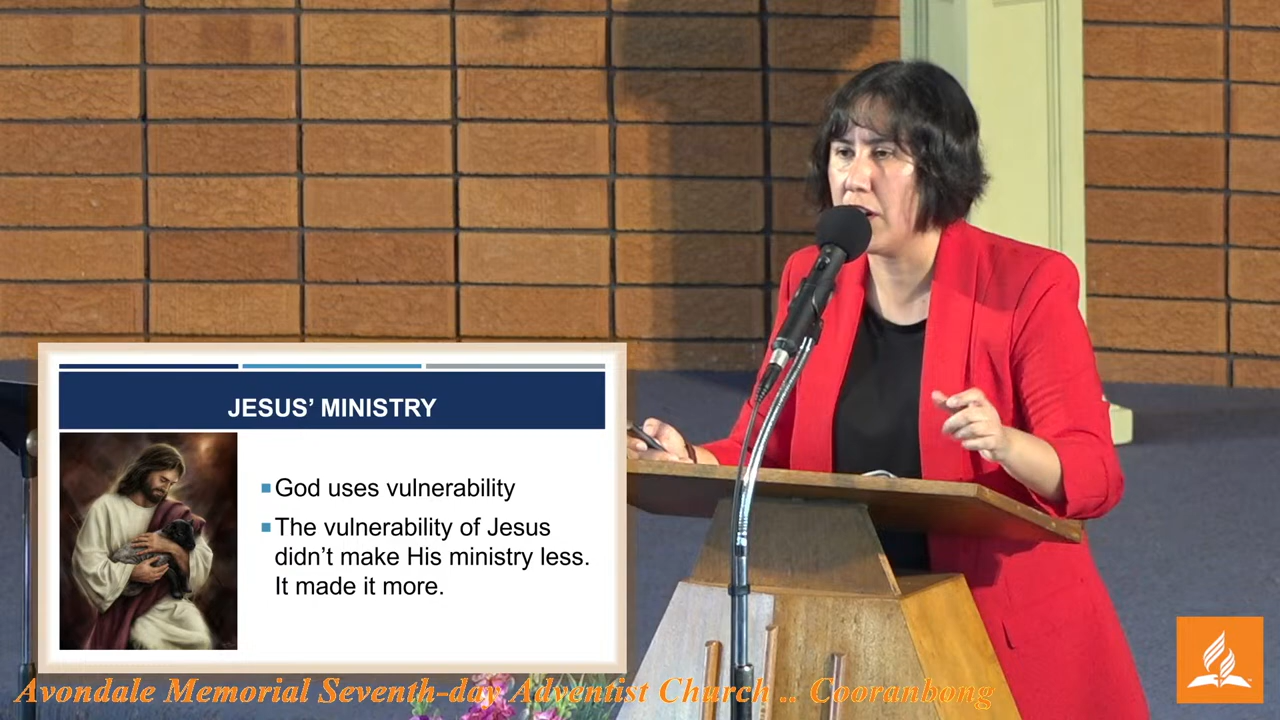 JESUS’ MINISTRY
God uses vulnerability
The vulnerability of Jesus
didn’t make His ministry less.
It made it more.
Avondale Memorial Seventh-day Adventist Church .. Cooranbong